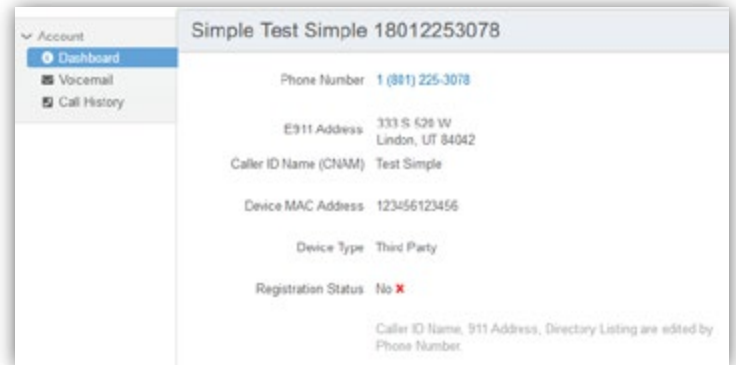 Account
Dashboard
Voicemail
Call History
Simple Test Simple 18012253078
Phone Number 1 (801) 225-3078
E911 Address 333 S 520 W
Lindon, UT 84042
Caller ID Name (CNAM) Test Simple
Device MAC Address 123456123456
Device Type Third Party
Registration Status No
Caller ID Name, 911 Address, Directory Listing are edited by
Phone Number.